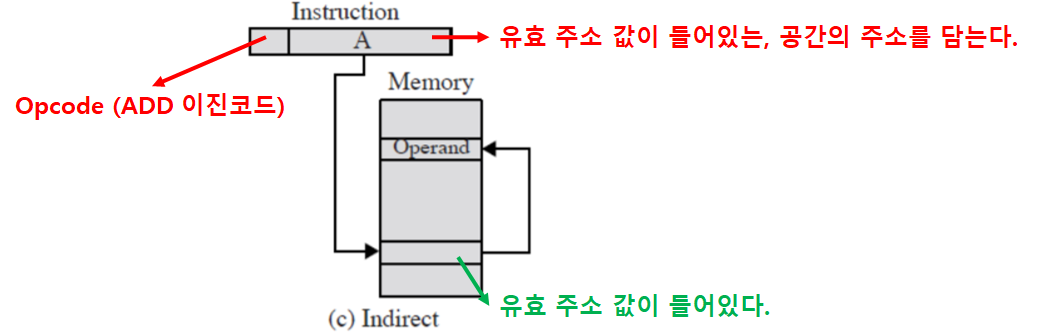 Instruction
A
유효 주소 값이 들어있는, 공간의 주소를 담는다.
Opcode (ADD 이진코드)
Memory
Operand
유효 주소 값이 들어있다.
(c) Indirect